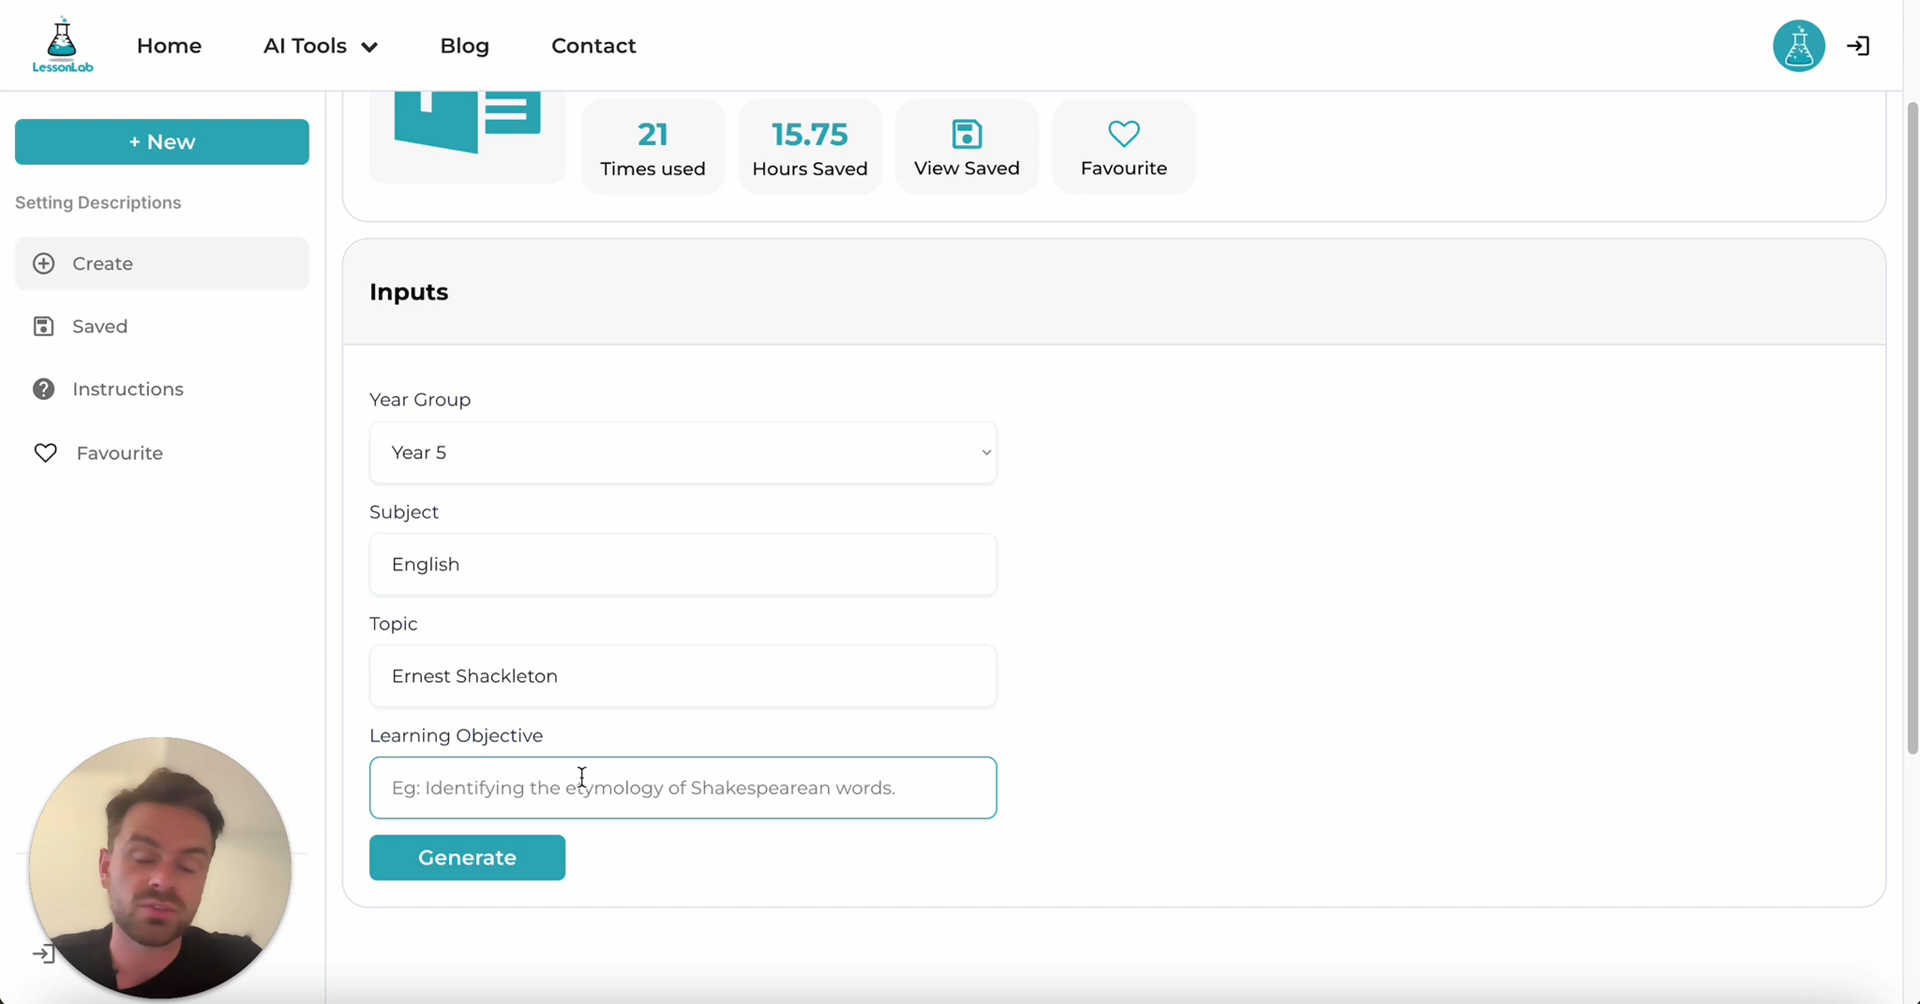 LessonLab
Home
AI Tools
Blog
Contact
+ New
Setting Descriptions
Create
Saved
Instructions
Favourite
21
Times used
15.75
Hours Saved
View Saved
Favourite
Inputs
Year Group
Year 5
Subject
English
Topic
Ernest Shackleton
Learning Objective
Eg: Identifying the etymology of Shakespearean words.
Generate